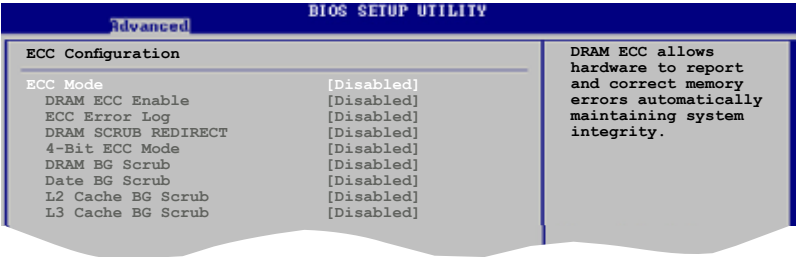 BIOS SETUP UTILITY
Advanced
ECC Configuration
ECC Mode [Disabled]
DRAM ECC Enable [Disabled]
ECC Error Log [Disabled]
DRAM SCRUB REDIRECT [Disabled]
4-Bit ECC Mode [Disabled]
DRAM BG Scrub [Disabled]
Date BG Scrub [Disabled]
L2 Cache BG Scrub [Disabled]
L3 Cache BG Scrub [Disabled]
DRAM ECC allows
hardware to report
and correct memory
errors automatically
maintaining system
integrity.